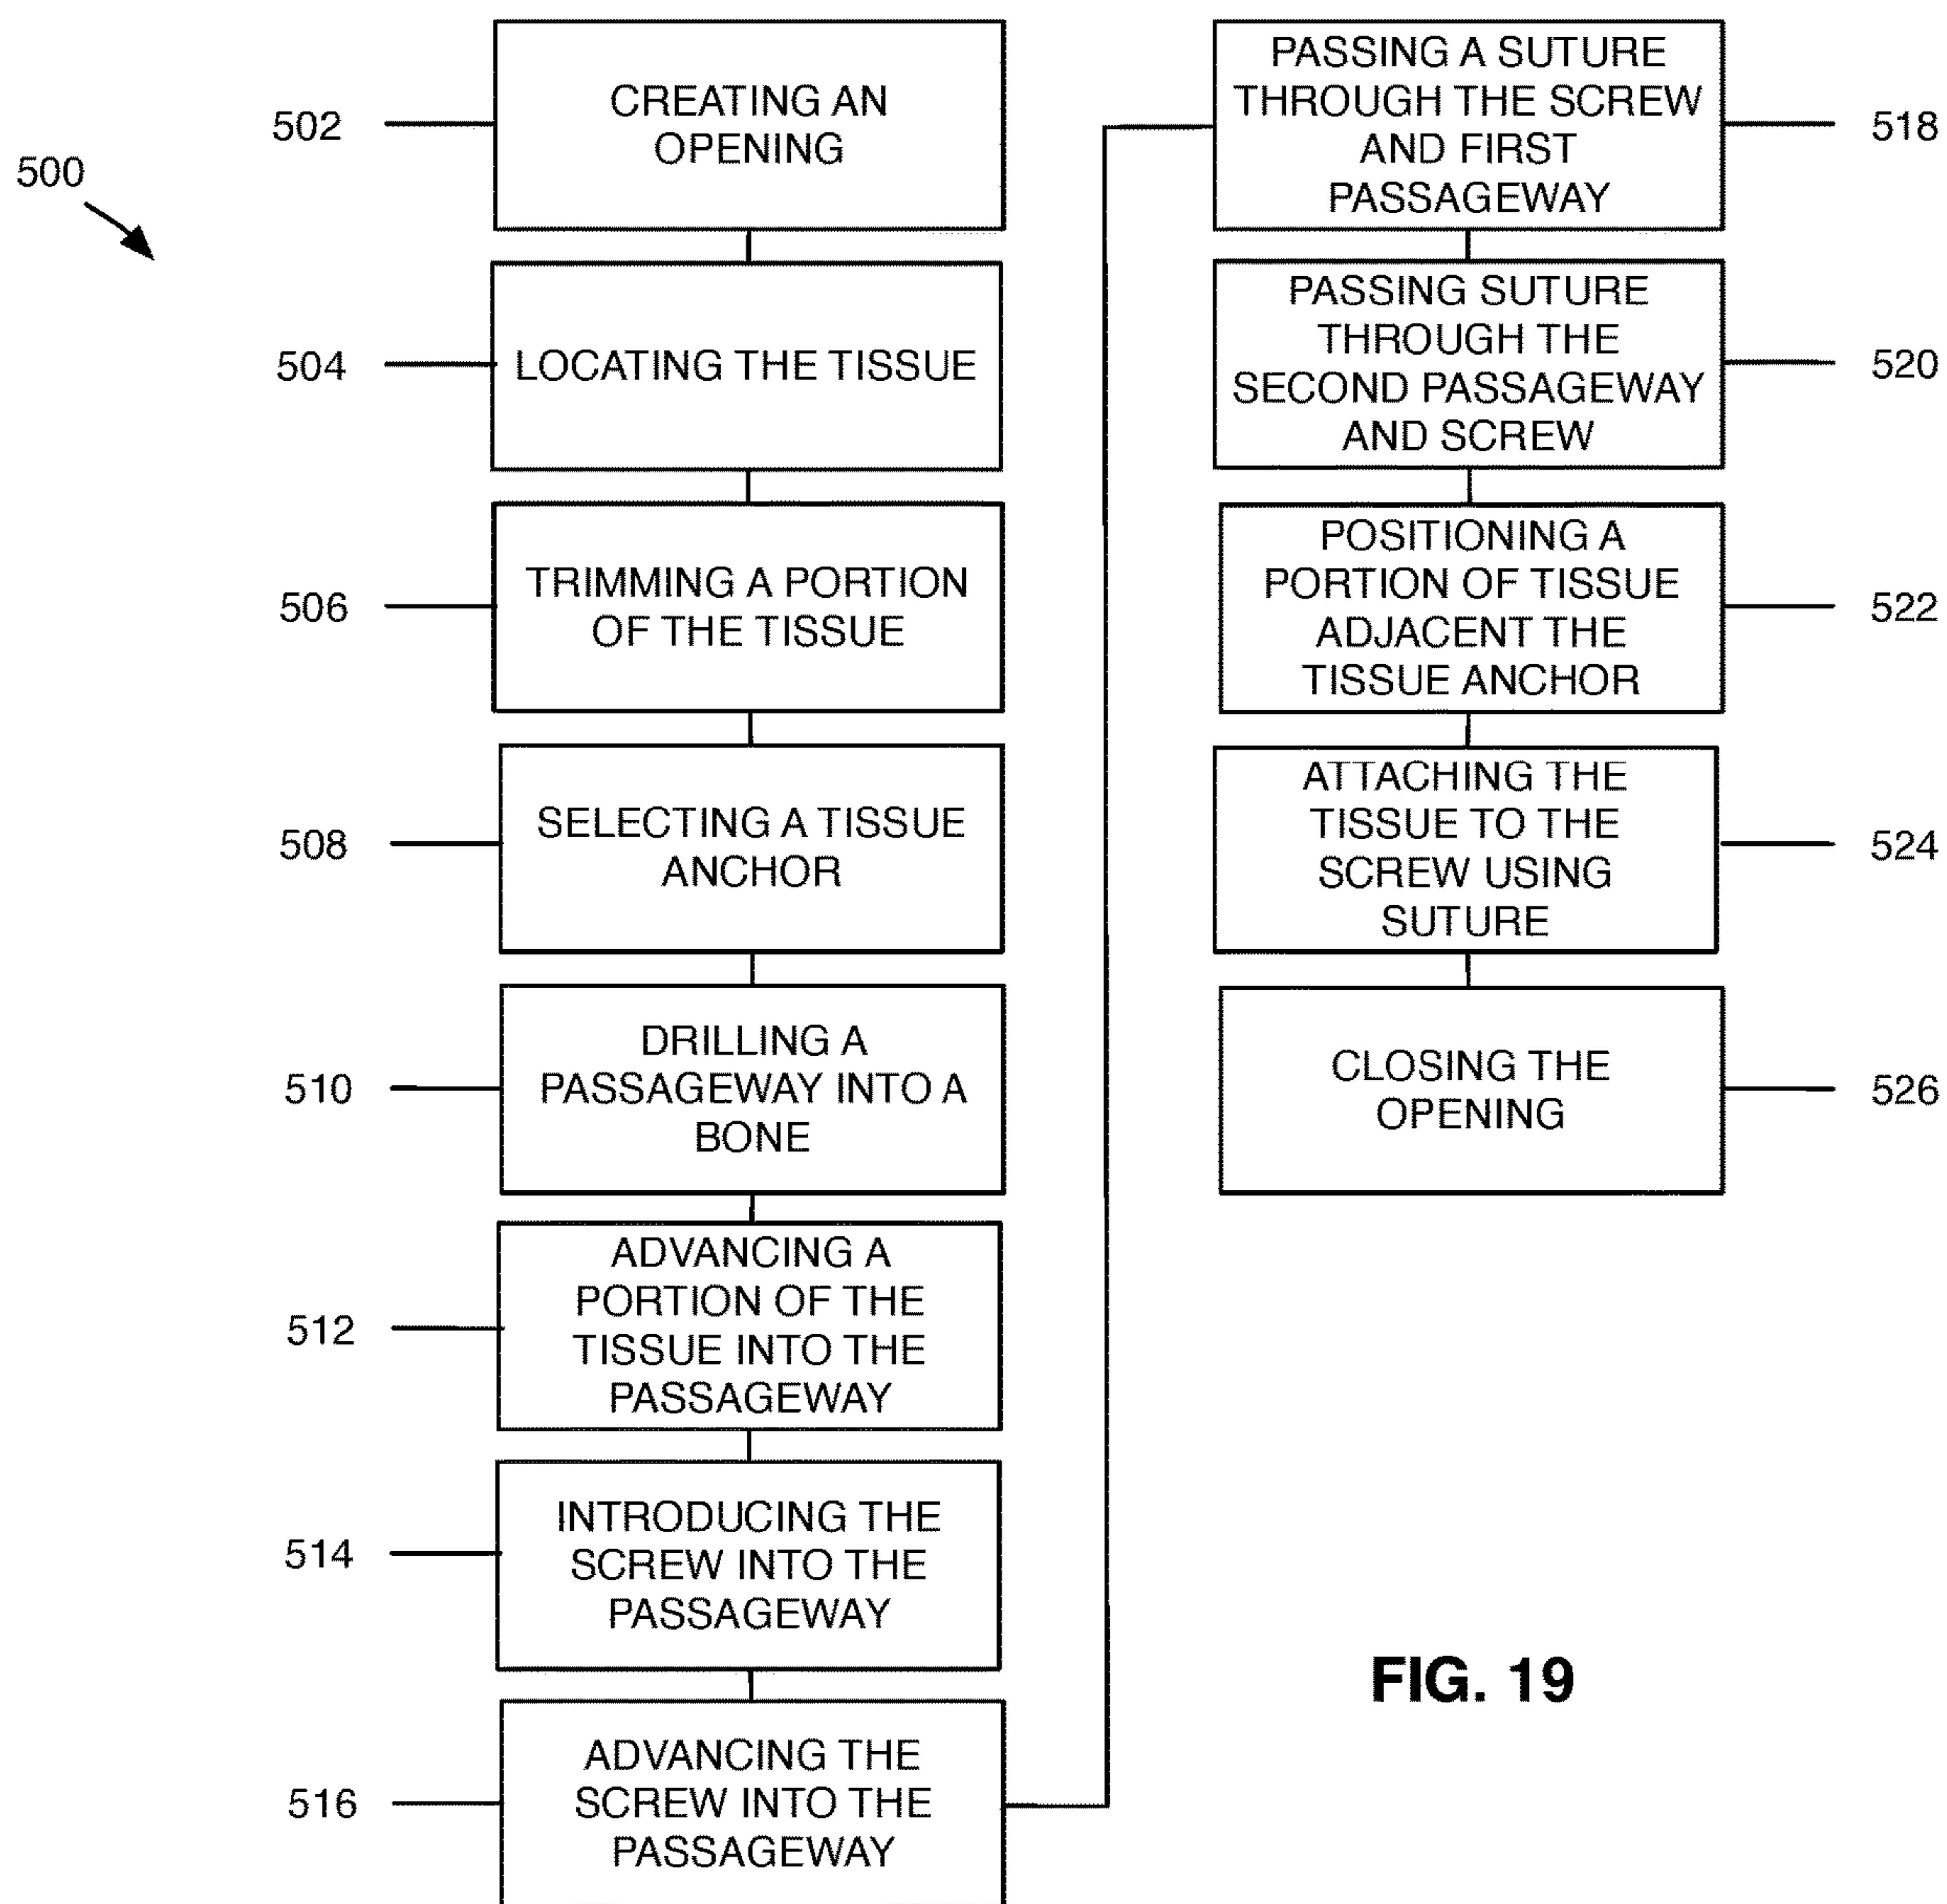 500
502
CREATING AN
OPENING
504
LOCATING THE TISSUE
506
TRIMMING A PORTION
OF THE TISSUE
508
SELECTING A TISSUE
ANCHOR
510
DRILLING A
PASSAGEWAY INTO A
BONE
512
ADVANCING A
PORTION OF THE
TISSUE INTO THE
PASSAGEWAY
514
INTRODUCING THE
SCREW INTO THE
PASSAGEWAY
516
ADVANCING THE
SCREW INTO THE
PASSAGEWAY
PASSING A SUTURE
THROUGH THE SCREW
AND FIRST
PASSAGEWAY
518
PASSING SUTURE
THROUGH THE
SECOND PASSAGEWAY
AND SCREW
520
POSITIONING A
PORTION OF TISSUE
ADJACENT THE
TISSUE ANCHOR
522
ATTACHING THE
TISSUE TO THE
SCREW USING
SUTURE
524
CLOSING THE
OPENING
526
FIG. 19